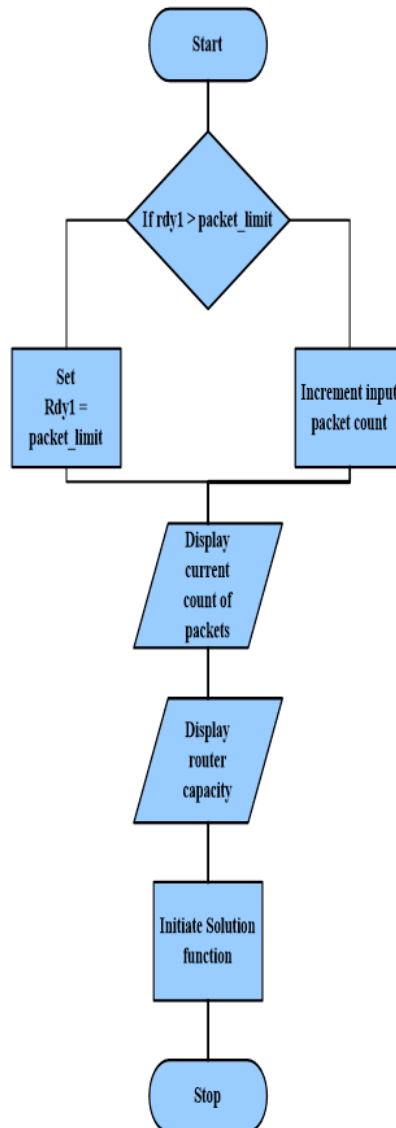 Start
If rdy1 > packet_limit
Set
Rdy1 =
packet_limit
Increment input
packet count
Display
current
count of
packets
Display
router
capacity
Initiate Solution
function
Stop